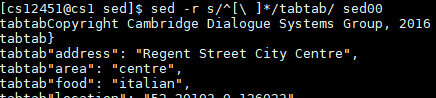 [cs12451@cs1 sed]$ sed -r s/^[\ ]*/tabtab/ sed00
tabtabCopyright Cambridge Dialogue Systems Group, 2016
tabtab}
tabtab"address": "Regent Street City Centre",
tabtab"area": "centre",
tabtab"food": "italian",